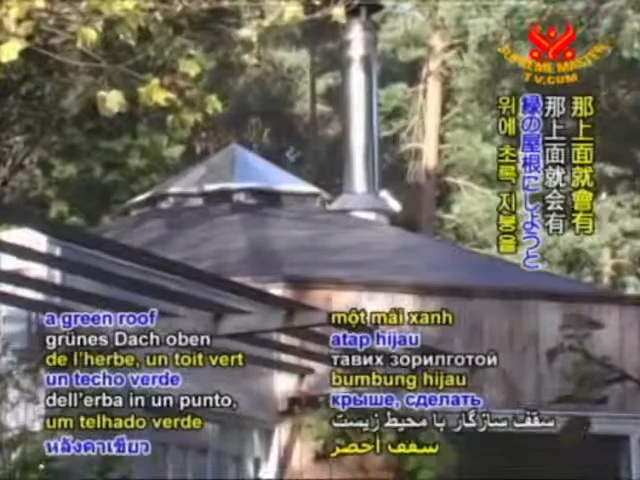 SUPREME MASTER
TV.COM
那上面就會有
那上面就会有
緑の屋根にしようと
위에 초록 지붕을
a green roof
grünes Dach oben
de l'herbe, un toit vert
un techo verde
dell'erba in un punto,
um telhado verde
หลังคาเขียว
một mái xanh
atap hijau
тавих зорилготой
bumbung hijau
крыше, сделать
سقف سازگار با محیط زیست
سقف أخضر